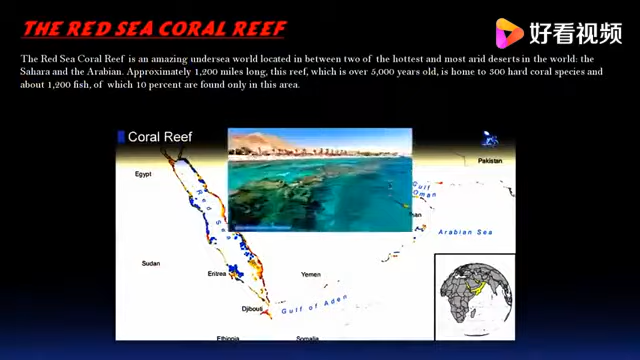 THE RED SEA CORAL REEF
好看视频
The Red Sea Coral Reef is an amazing undersea world located in between two of the hottest and most arid deserts in the world: the
Sahara and the Arabian. Approximately 1,200 miles long, this reef, which is over 5,000 years old, is home to 300 hard coral species and
about 1,200 fish, of which 10 percent are found only in this area.
Coral Reef
Pakistan
Egypt
Gulf
Oman
Red Sea
Arabian Sea
Sudan
Eritrea
Yemen
Djibouti
Gulf of Aden
Ethiopia
Somalia